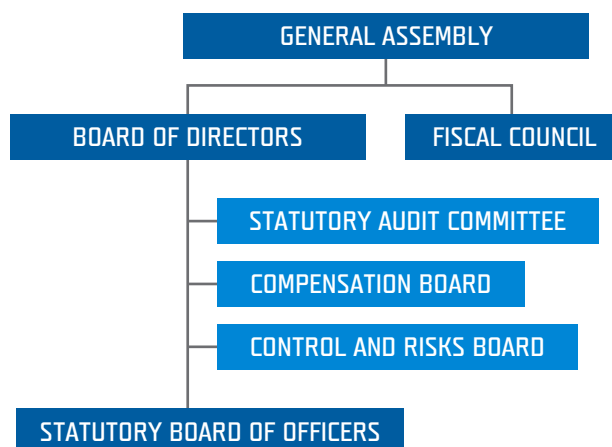 GENERAL ASSEMBLY
BOARD OF DIRECTORS
FISCAL COUNCIL
STATUTORY AUDIT COMMITTEE
COMPENSATION BOARD
CONTROL AND RISKS BOARD
STATUTORY BOARD OF OFFICERS